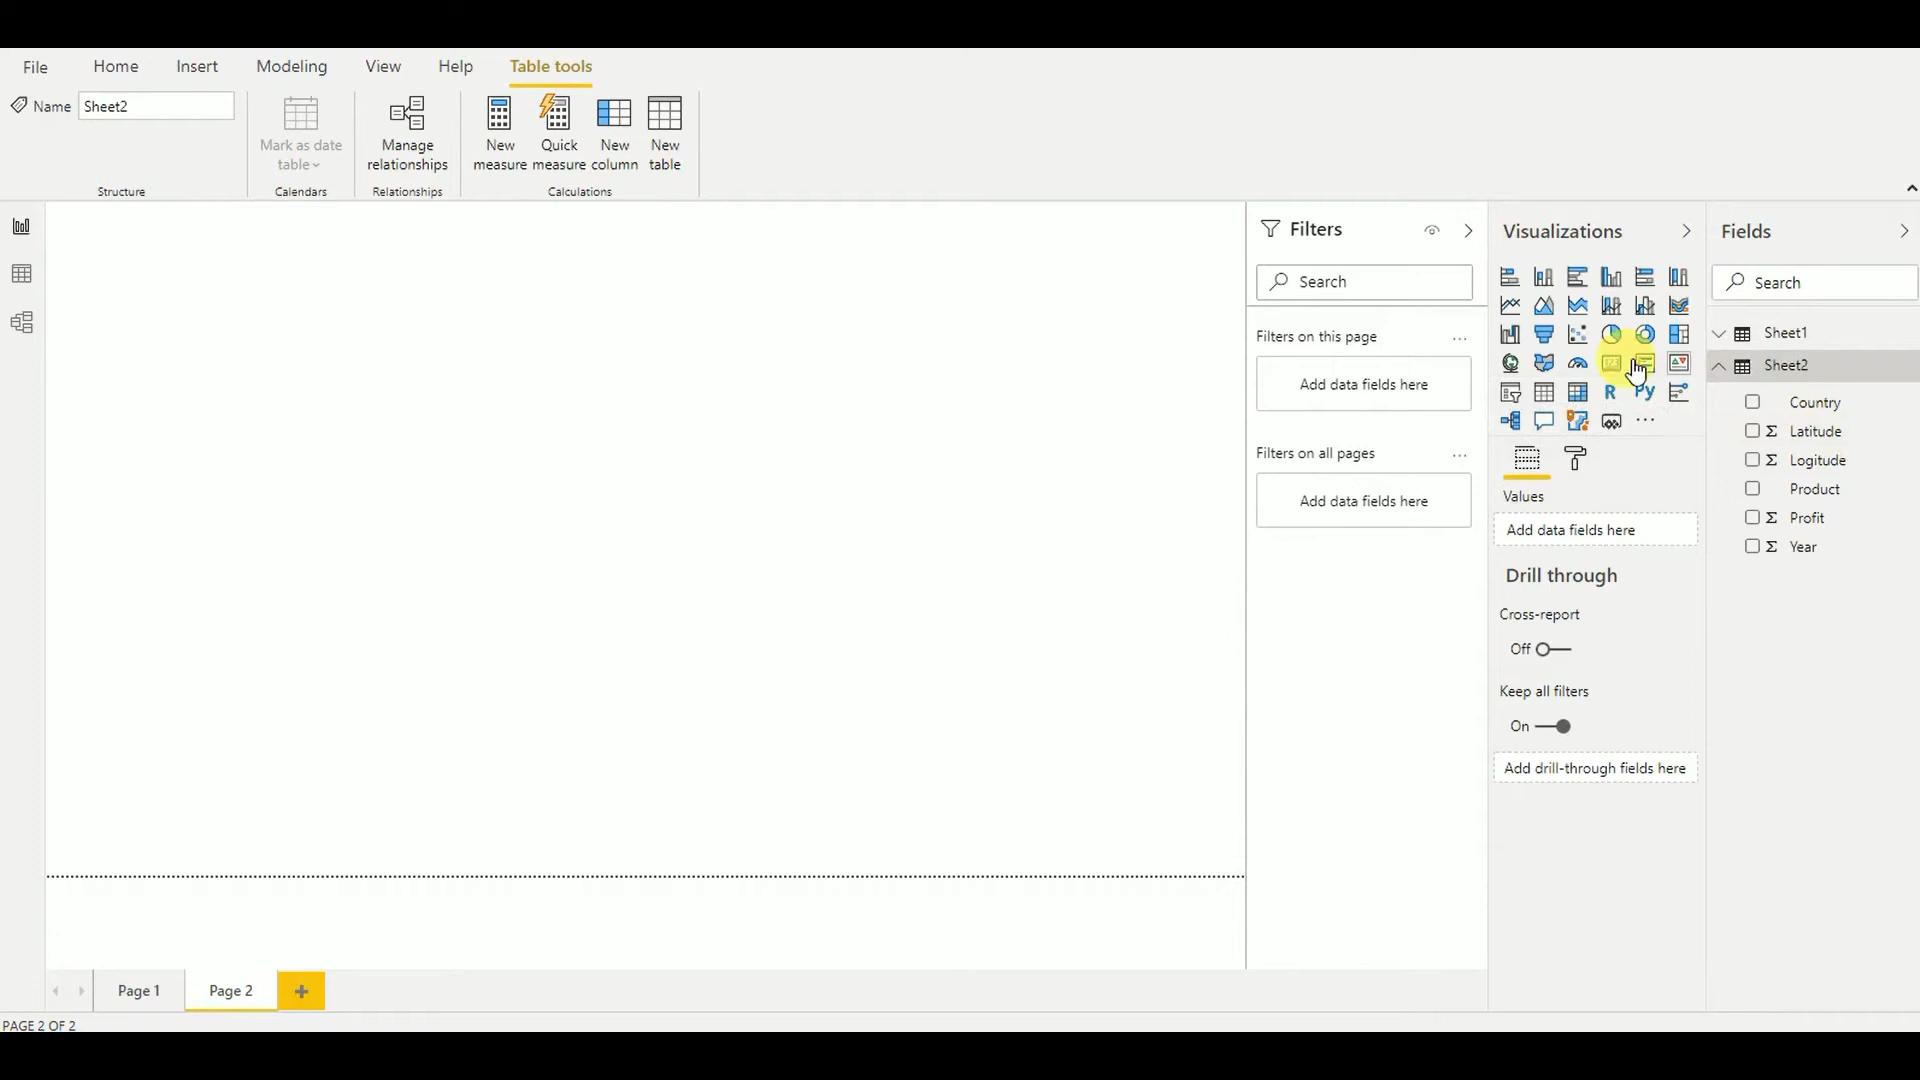 File Home Insert Modeling View Help Table tools
Name Sheet2
Mark as date table
Manage relationships
New measure
Quick measure
New column
New table
Structure Calendars Relationships Calculations
Filters
Search
Filters on this page ...
Add data fields here
Filters on all pages ...
Add data fields here
Visualizations
123
R Py
...
Values
Add data fields here
Drill through
Cross-report
Off
Keep all filters
On
Add drill-through fields here
Fields
Search
Sheet1
Sheet2
Country
Σ Latitude
Σ Logitude
Product
Σ Profit
Σ Year
Page 1 Page 2 +
PAGE 2 OF 2